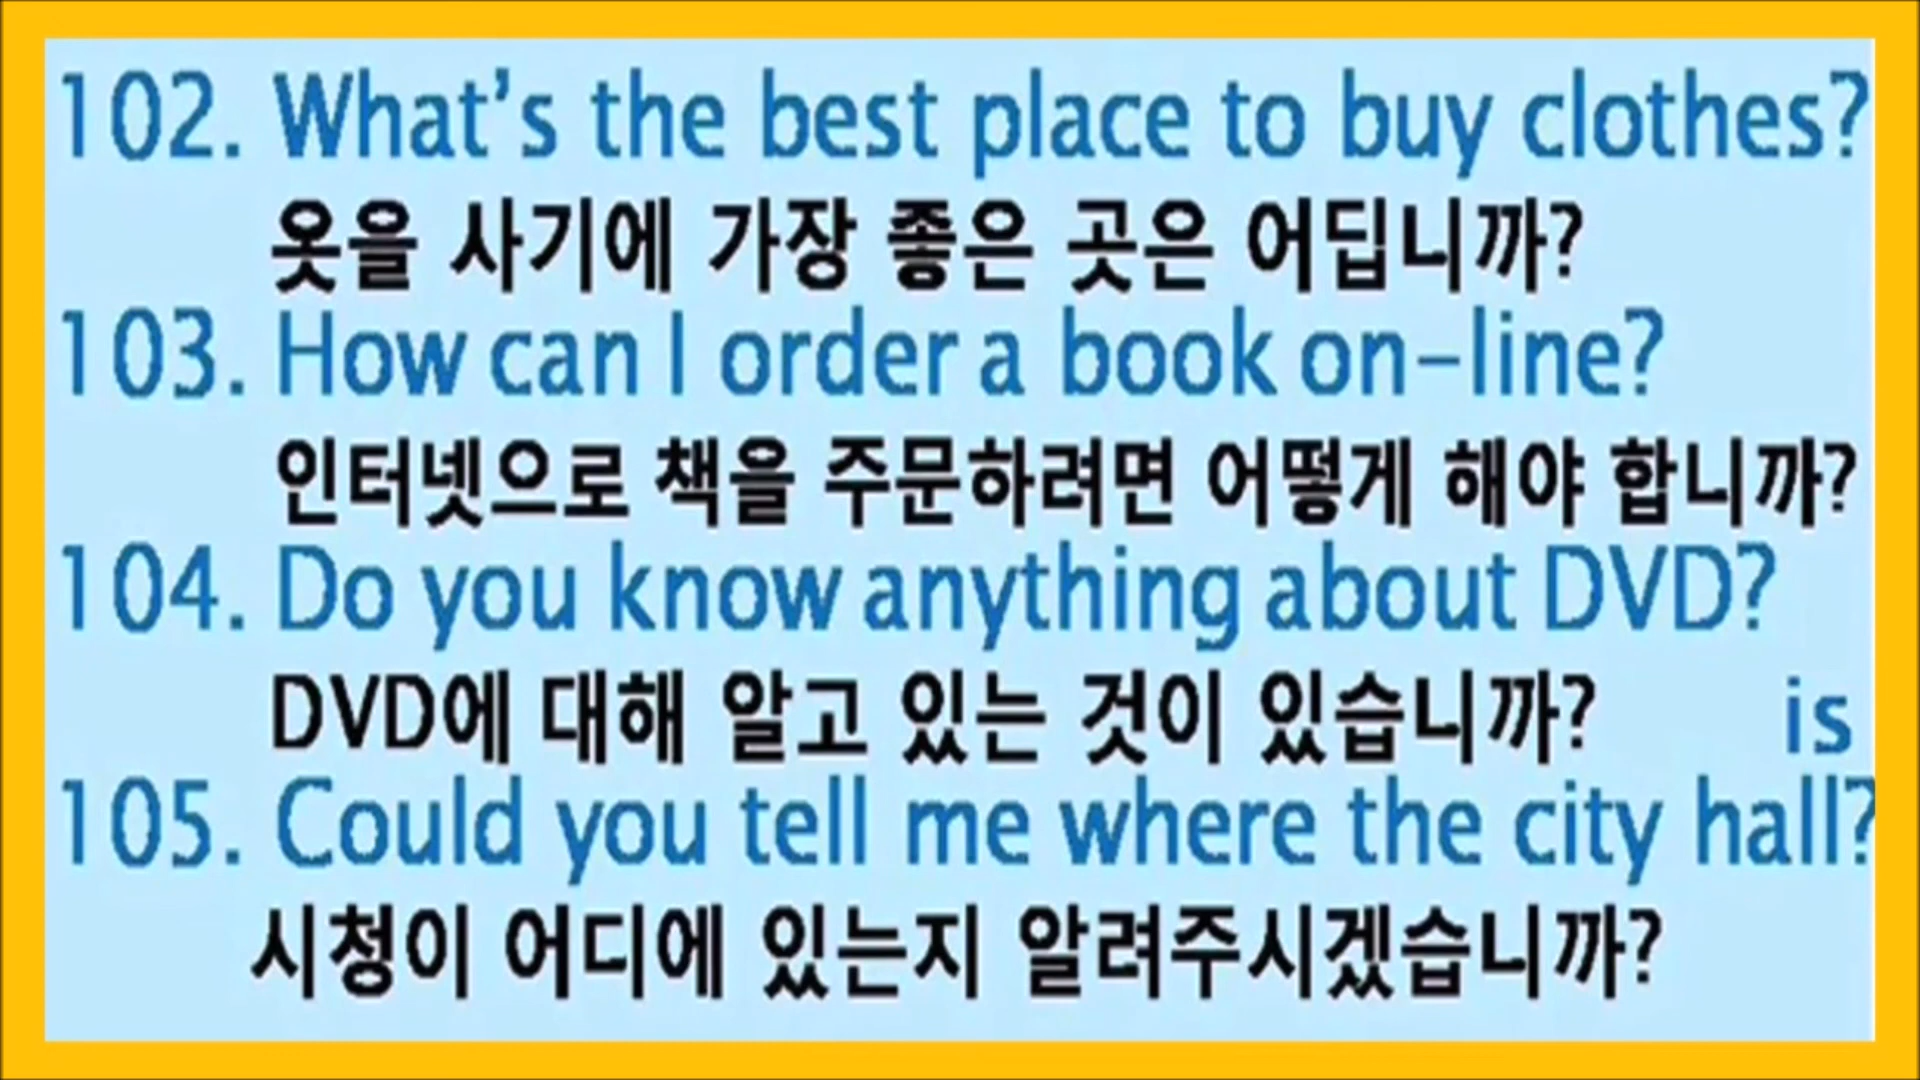 102. What's the best place to buy clothes?
옷을 사기에 가장 좋은 곳은 어딥니까?
103. How can I order a book on-line?
인터넷으로 책을 주문하려면 어떻게 해야 합니까?
104. Do you know anything about DVD?
DVD에 대해 알고 있는 것이 있습니까? is
105. Could you tell me where the city hall?
시청이 어디에 있는지 알려주시겠습니까?